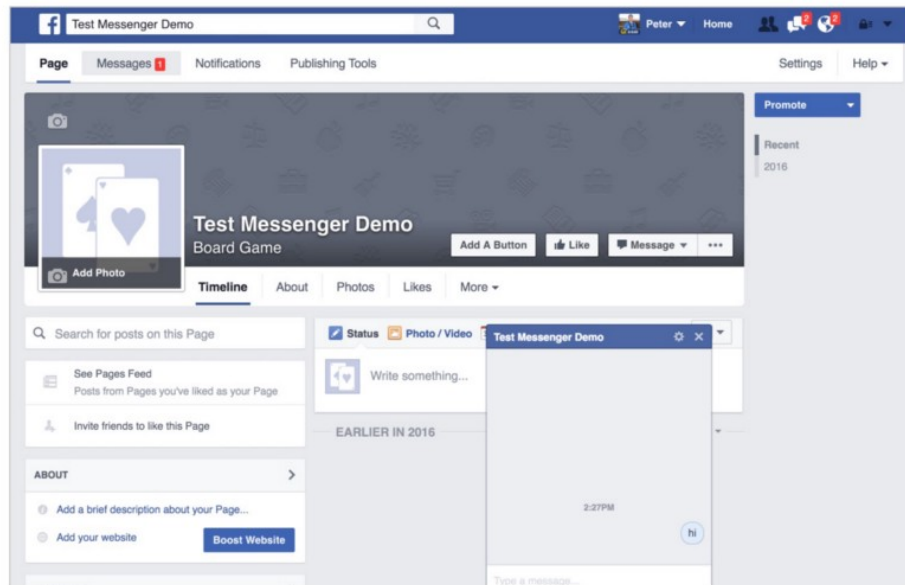 f Test Messenger Demo Peter Home 2 2
Page Messages 1 Notifications Publishing Tools Settings Help
Promote
Recent
2016
Test Messenger Demo
Board Game
Add A Button Like Message ...
Add Photo
Timeline About Photos Likes More
Search for posts on this Page
Status Photo / Video
Write something...
See Pages Feed
Posts from Pages you've liked as your Page
Invite friends to like this Page
EARLIER IN 2016
ABOUT
Add a brief description about your Page...
Add your website Boost Website
Test Messenger Demo
2:27PM
hi
Type a message...